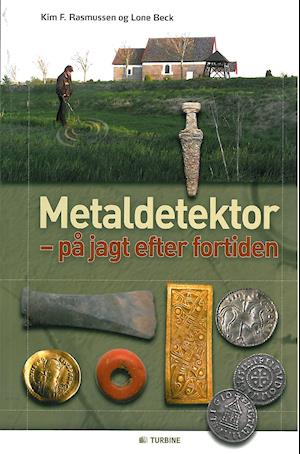 Kim F. Rasmussen og Lone Beck
Metaldetektor
– på jagt efter fortiden
TURBINE